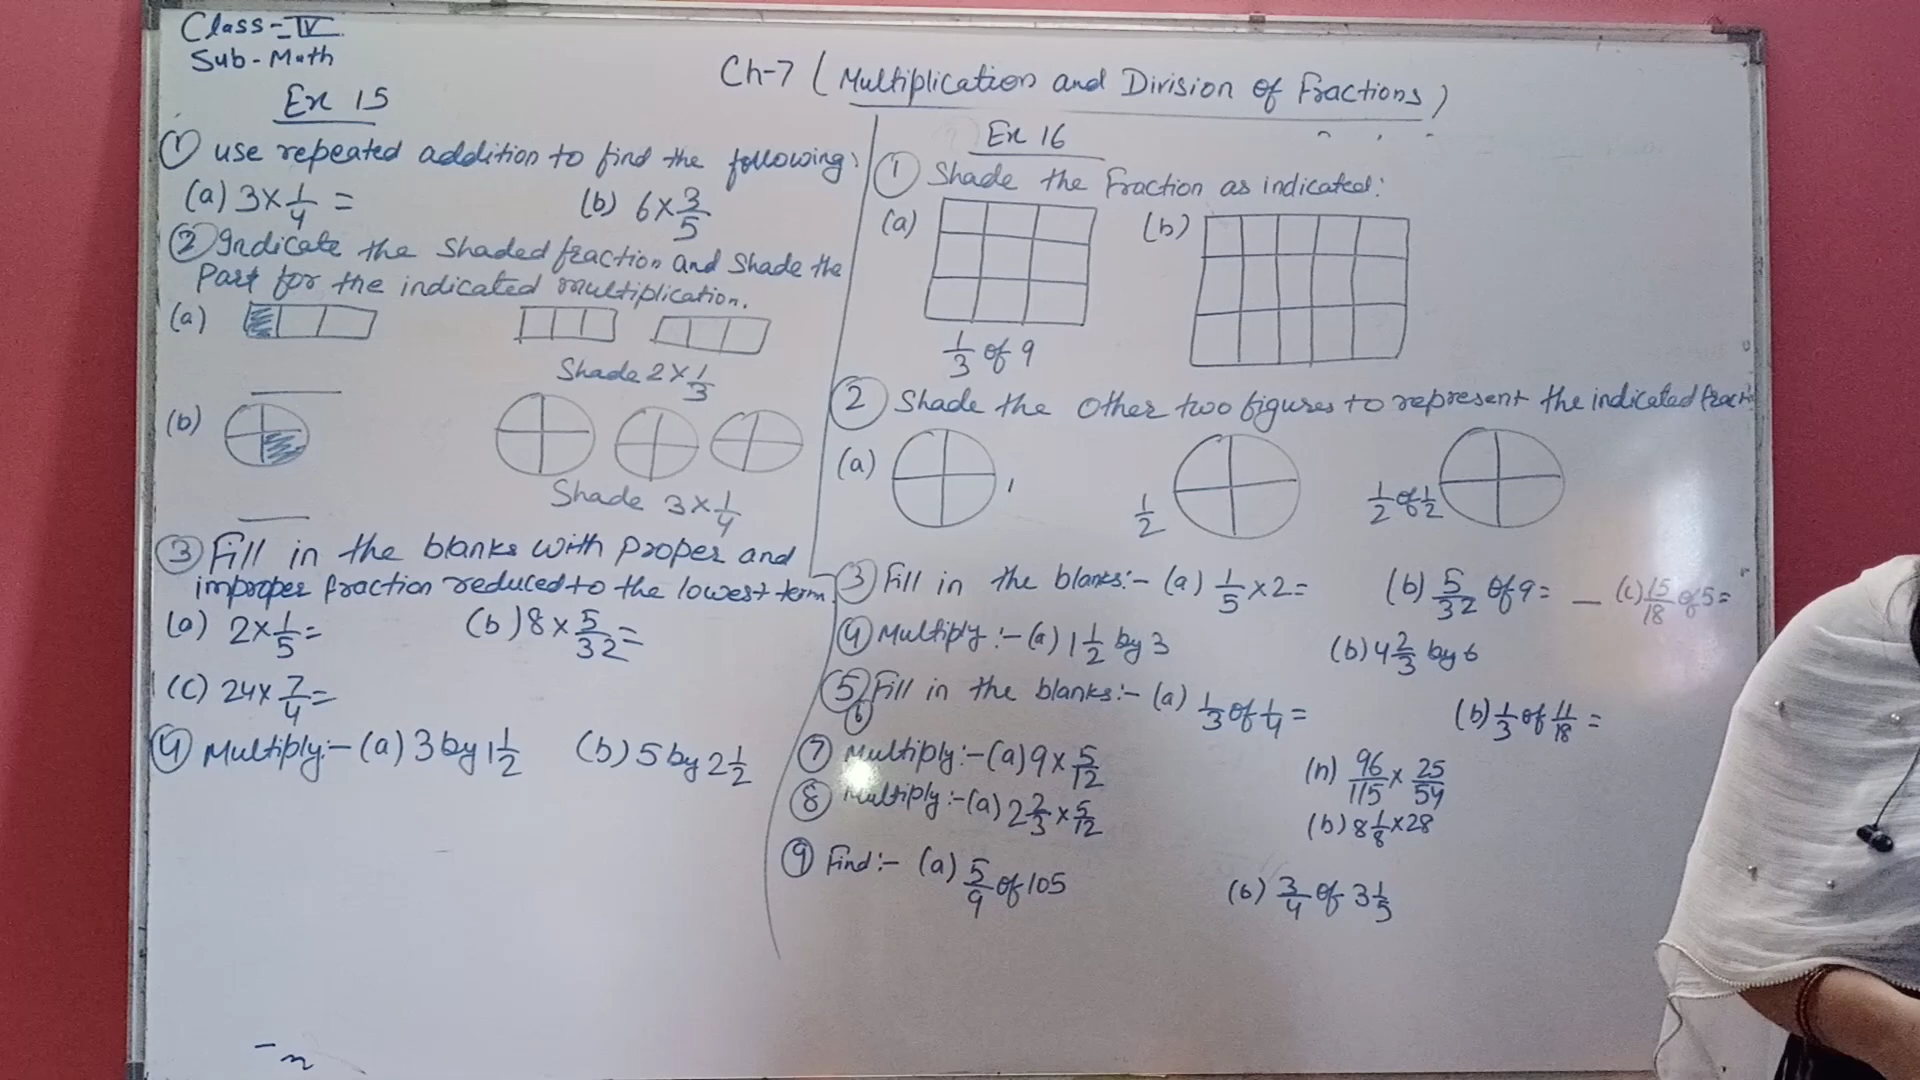 Class-IV
Sub-Math
Ch-7 (Multiplication and Division of Fractions)
Ex 15
① use repeated addition to find the following:
(a) 3×1/4 =
(b) 6×3/5
② Indicate the shaded fraction and shade the
Part for the indicated multiplication.
(a)
Shade 2×1/3
(b)
Shade 3×1/4
③ Fill in the blanks with proper and
improper fraction reduced to the lowest term
(a) 2×1/5=
(b) 8×5/32=
(c) 24×7/4=
④ Multiply:- (a) 3 by 1 1/2 (b) 5 by 2 1/2
Ex 16
① Shade the Fraction as indicated:
(a)
(b)
1/3 of 9
② Shade the other two figures to represent the indicated fracti
(a)
1
1/2
1/2 of 1/2
③ Fill in the blanks:- (a) 1/5×2= (b) 5/32 of 9= _ (c) 15/18 of 5=
④ Multiply:- (a) 1 1/2 by 3 (b) 4 2/3 by 6
⑤ Fill in the blanks:- (a) 1/3 of 1/4 = (b) 1/3 of 11/18 =
⑥
⑦ Multiply:- (a) 9×5/12 (n) 96/115 × 25/54
⑧ Multiply:- (a) 2 2/3 × 5/12 (b) 8 1/8 × 28
⑨ Find:- (a) 5/9 of 105 (b) 3/4 of 3 1/5